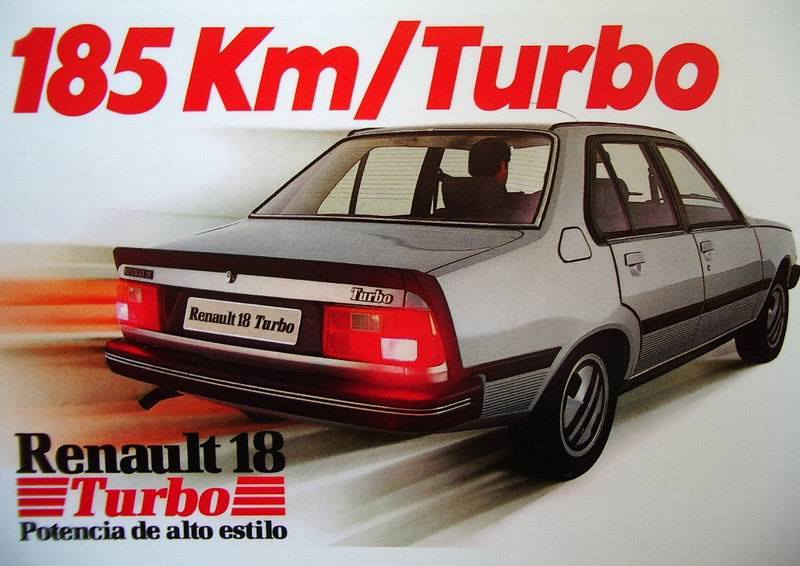 185 Km/Turbo
Turbo
Renault 18 Turbo
Renault 18
Turbo
Potencia de alto estilo